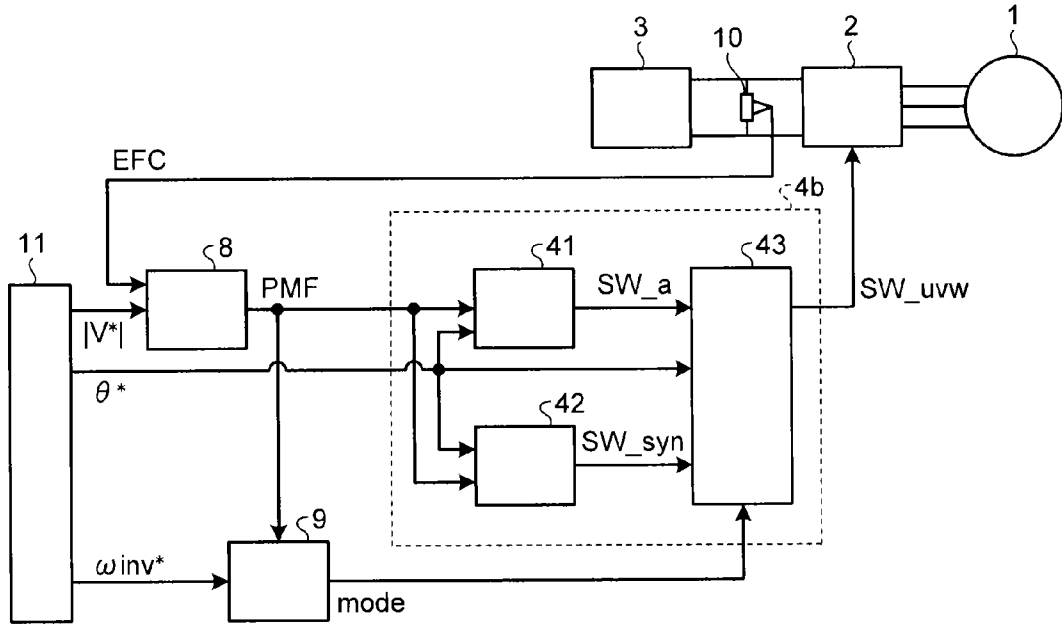 1
2
3
10
EFC
4b
11
8
41
43
PMF
SW_a
SW_uvw
|V*|
θ*
42
SW_syn
9
ωinv*
mode